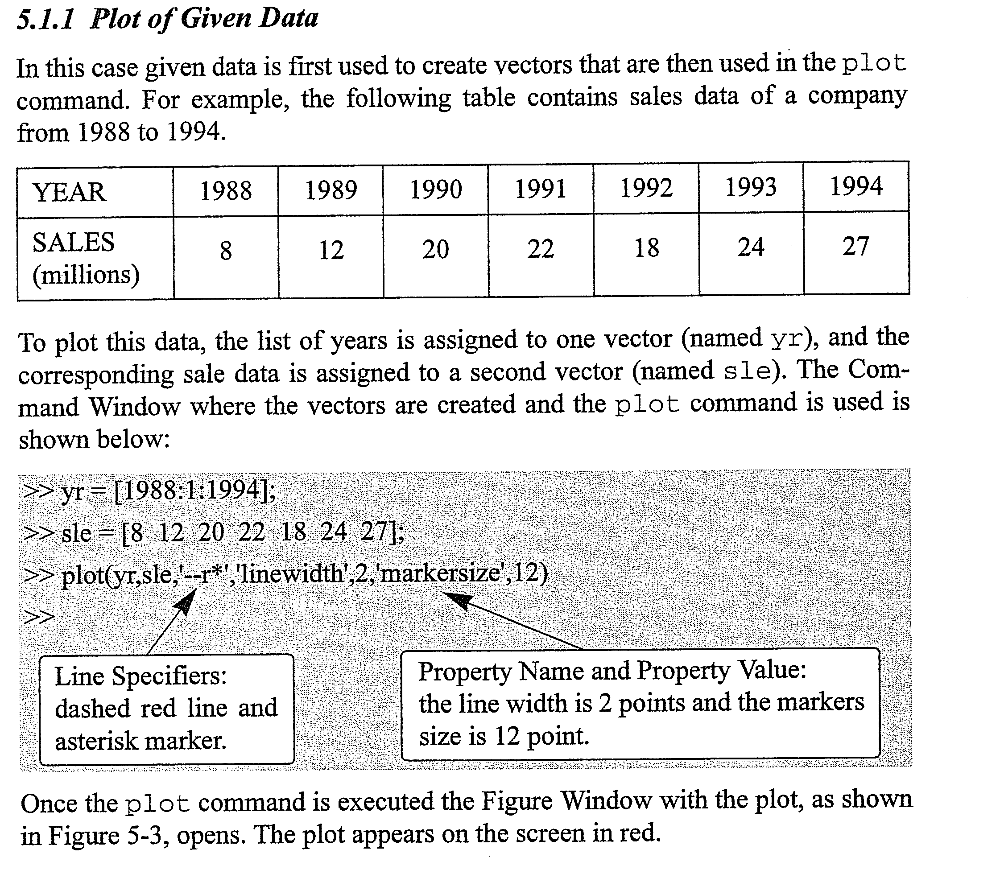 5.1.1 Plot of Given Data
In this case given data is first used to create vectors that are then used in the plot
command. For example, the following table contains sales data of a company
from 1988 to 1994.
YEAR 1988 1989 1990 1991 1992 1993 1994
SALES
(millions) 8 12 20 22 18 24 27
To plot this data, the list of years is assigned to one vector (named yr), and the
corresponding sale data is assigned to a second vector (named sle). The Com-
mand Window where the vectors are created and the plot command is used is
shown below:
>> yr = [1988:1:1994];
>> sle = [8 12 20 22 18 24 27];
>> plot(yr,sle,'--r*','linewidth',2,'markersize',12)
>>
Line Specifiers:
dashed red line and
asterisk marker.
Property Name and Property Value:
the line width is 2 points and the markers
size is 12 point.
Once the plot command is executed the Figure Window with the plot, as shown
in Figure 5-3, opens. The plot appears on the screen in red.